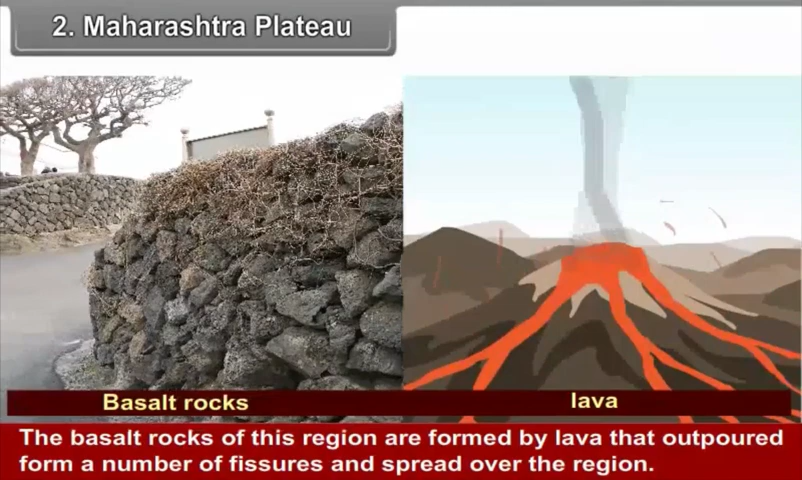 2. Maharashtra Plateau
Basalt rocks
lava
The basalt rocks of this region are formed by lava that outpoured
form a number of fissures and spread over the region.